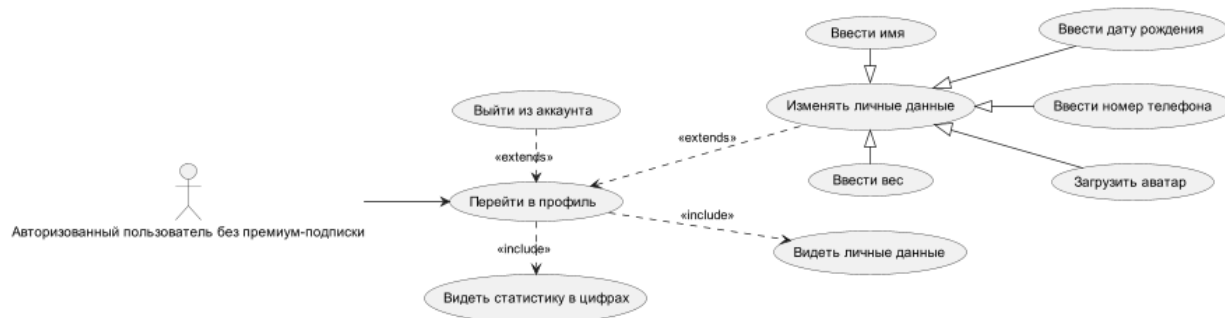 Ввести имя
Ввести дату рождения
Выйти из аккаунта
Изменять личные данные
Ввести номер телефона
«extends»
«extends»
Ввести вес
Загрузить аватар
Перейти в профиль
«include»
Авторизованный пользователь без премиум-подписки
«include»
Видеть личные данные
Видеть статистику в цифрах